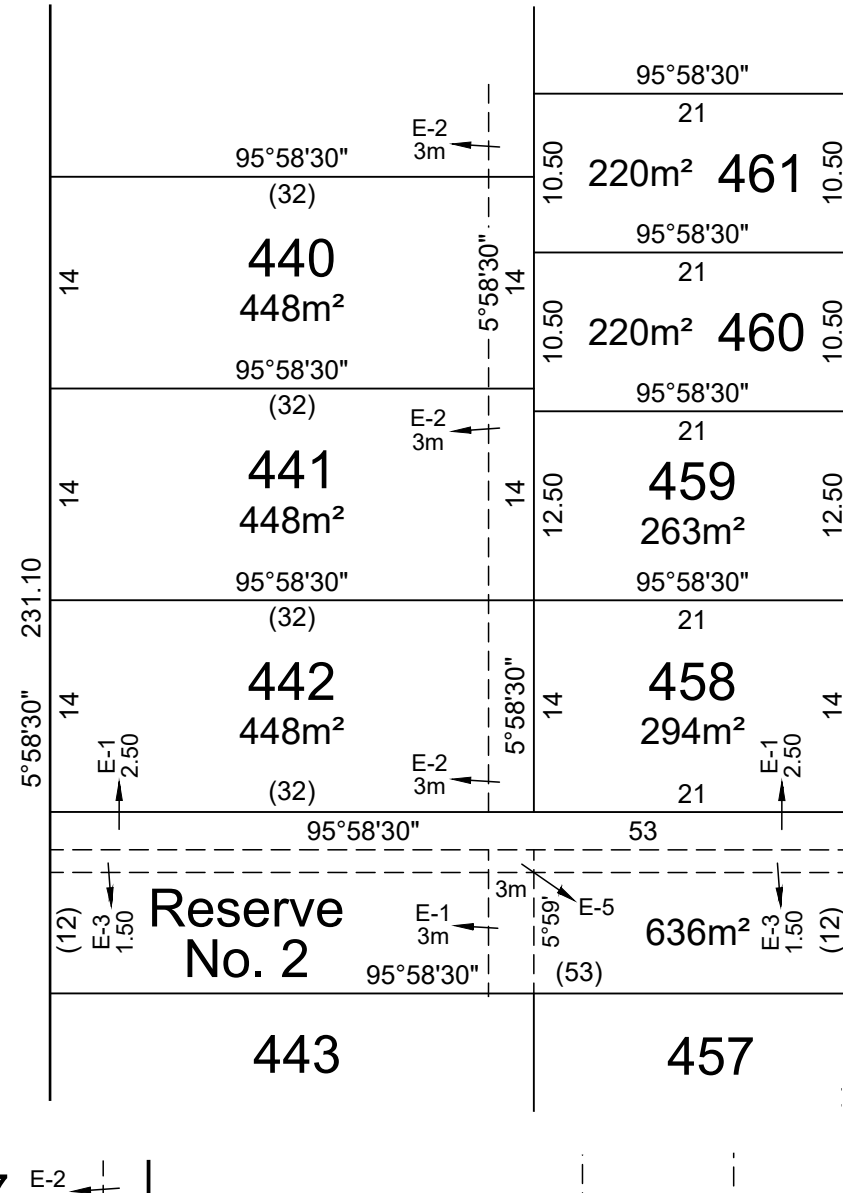 95°58'30"
21
E-2
3m
95°58'30"
(32)
10.50
220m² 461
10.50
440
448m²
14
5°58'30"
14
95°58'30"
21
10.50
220m² 460
10.50
95°58'30"
(32)
E-2
3m
95°58'30"
21
441
448m²
14
14
12.50
459
263m²
12.50
231.10
5°58'30"
95°58'30"
(32)
95°58'30"
21
442
448m²
14
5°58'30"
14
458
294m²
14
E-1
2.50
E-2
3m
E-1
2.50
(32)
21
95°58'30"
53
3m
E-5
(12)
E-3
1.50
Reserve
No. 2
E-1
3m
5°59'
636m²
E-3
1.50
(12)
95°58'30"
(53)
443
457
E-2